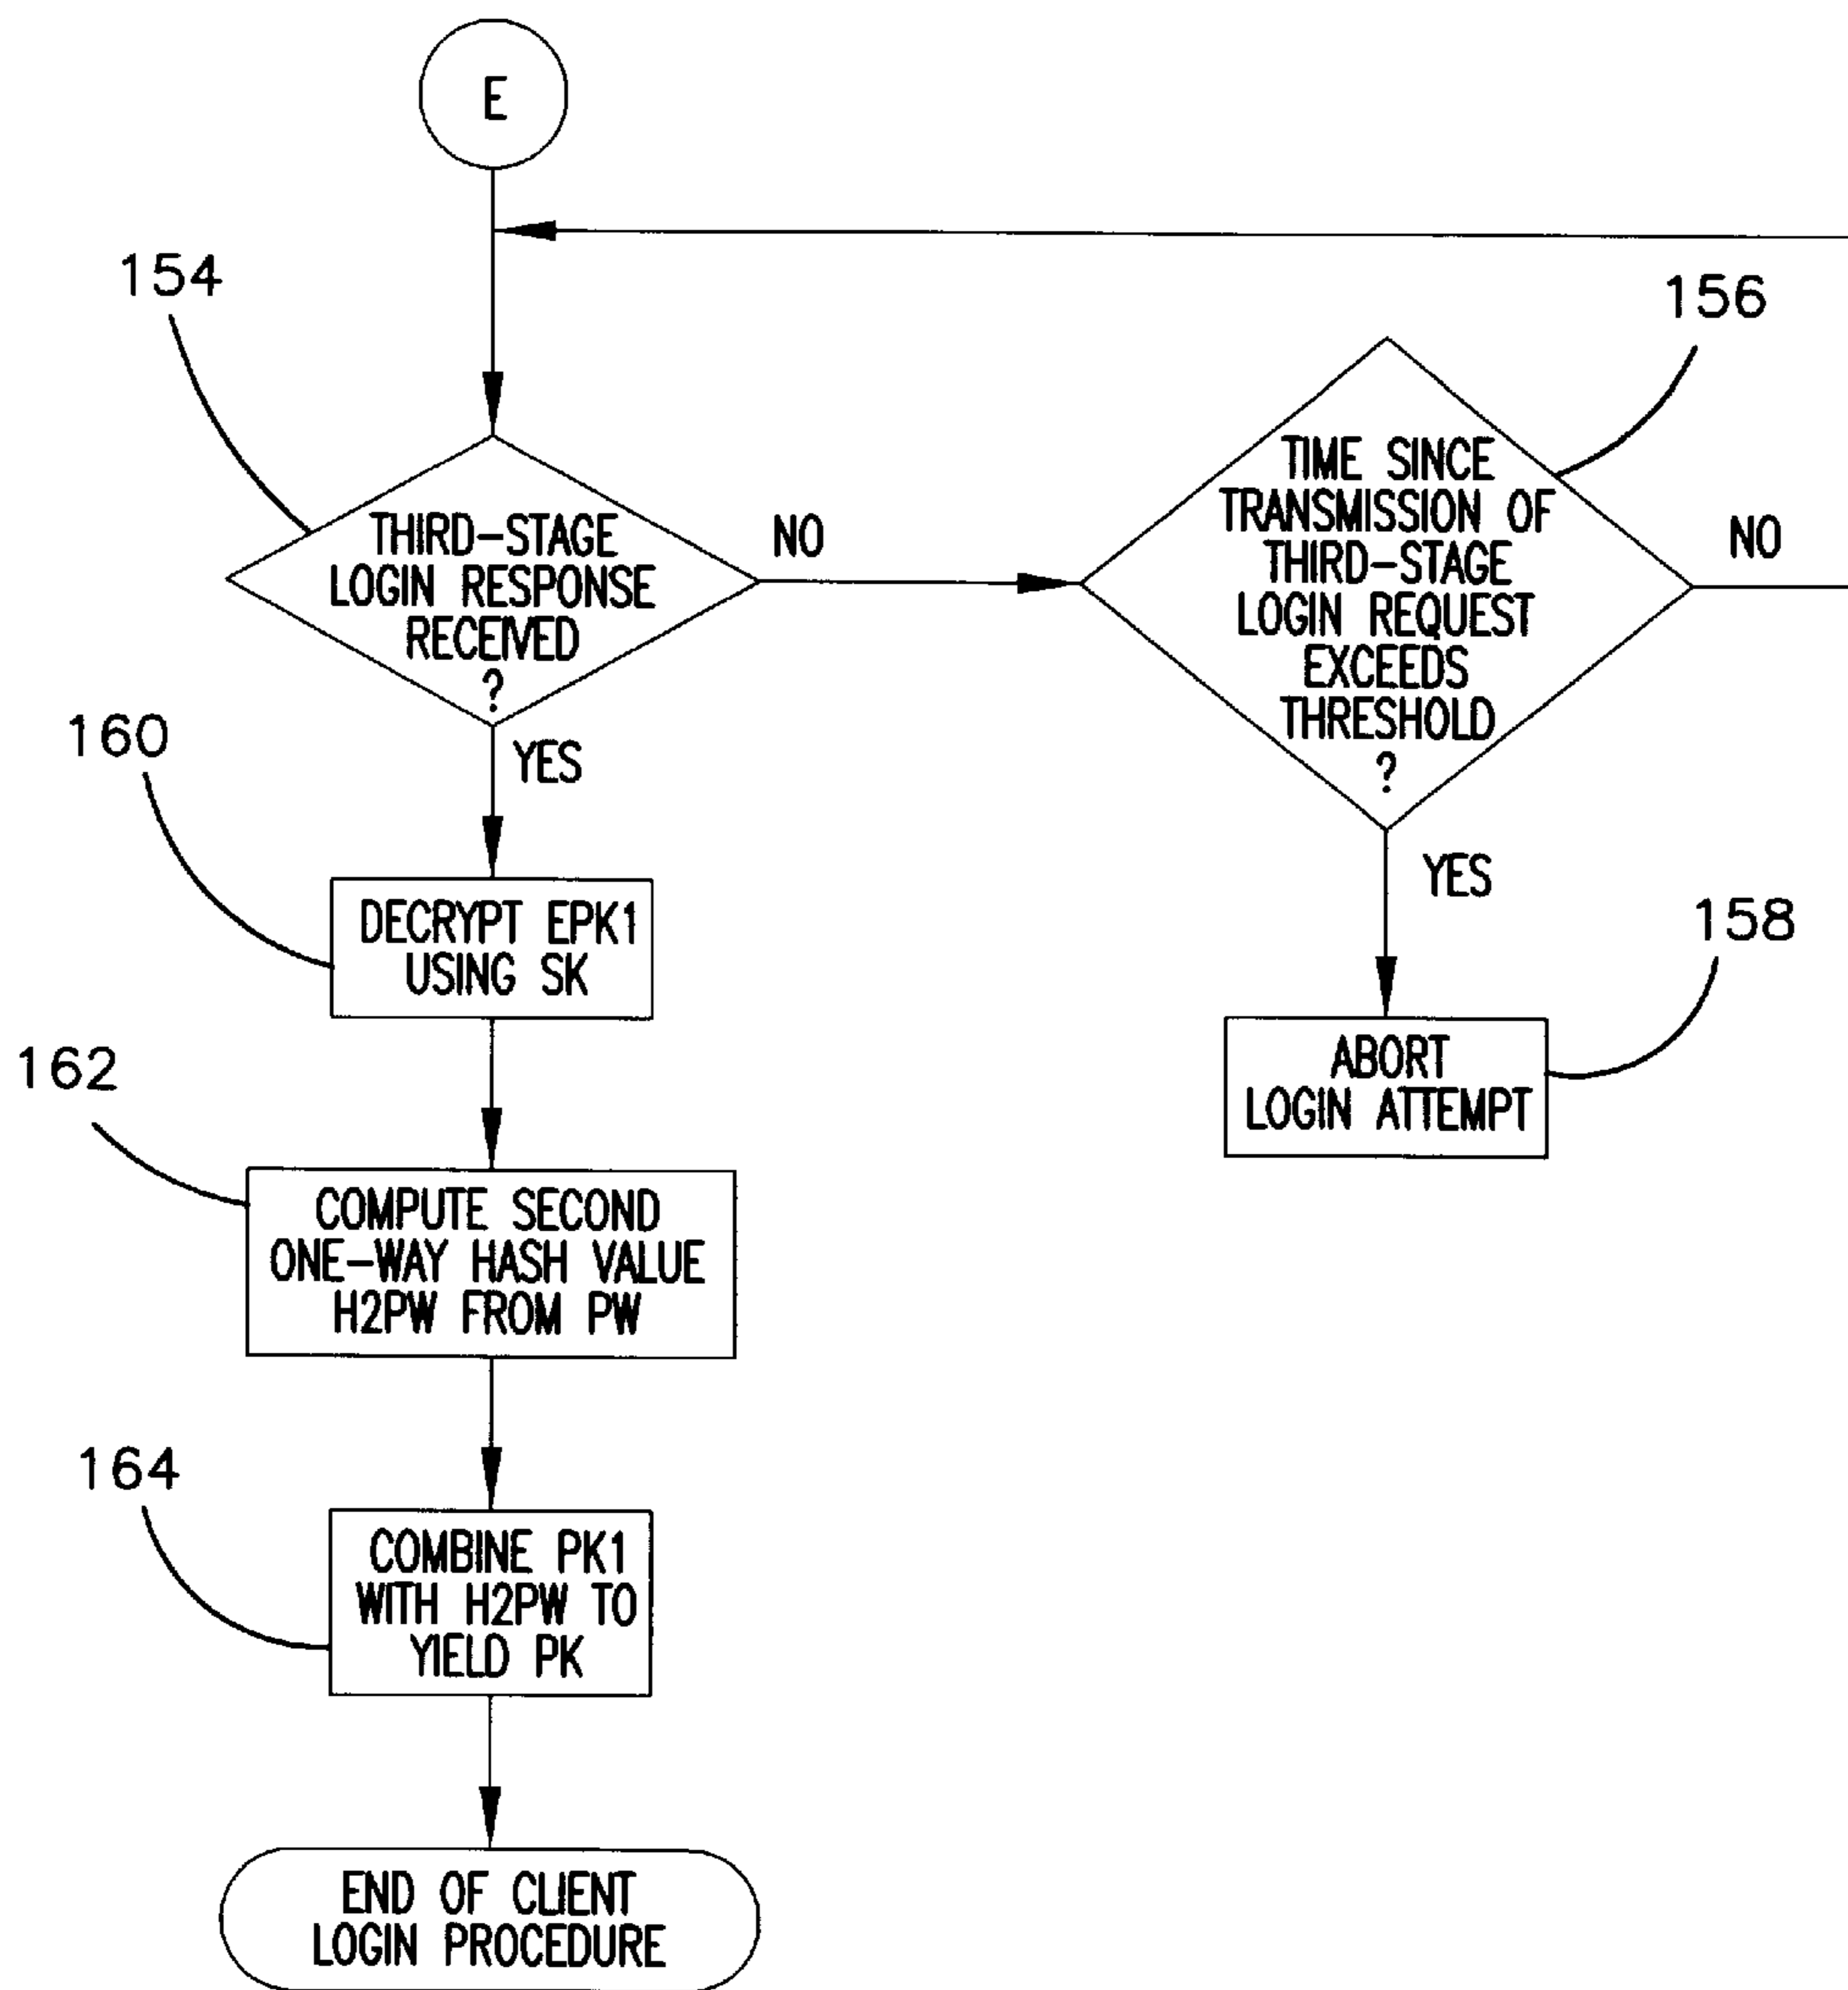 E
154
156
THIRD-STAGE
LOGIN RESPONSE
RECEIVED
?
NO
TIME SINCE
TRANSMISSION OF
THIRD-STAGE
LOGIN REQUEST
EXCEEDS
THRESHOLD
?
NO
160
YES
YES
DECRYPT EPK1
USING SK
158
ABORT
LOGIN ATTEMPT
162
COMPUTE SECOND
ONE-WAY HASH VALUE
H2PW FROM PW
164
COMBINE PK1
WITH H2PW TO
YIELD PK
END OF CLIENT
LOGIN PROCEDURE